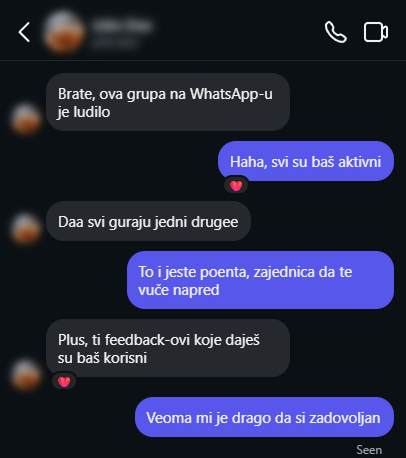 Brate, ova grupa na WhatsApp-u
je ludilo
Haha, svi su baš aktivni
Daa svi guraju jedni drugee
To i jeste poenta, zajednica da te
vuče napred
Plus, ti feedback-ovi koje daješ
su baš korisni
Veoma mi je drago da si zadovoljan
Seen